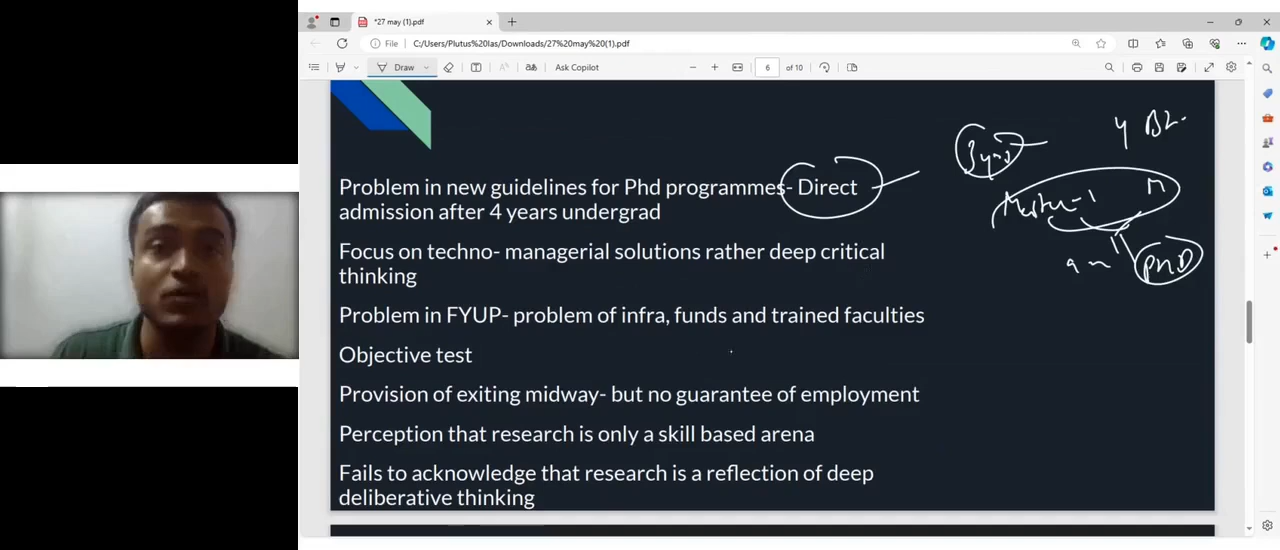 *27 may (1).pdf
File C:/Users/Plutus%20Ias/Downloads/27%20may%20(1).pdf
Draw Ask Copilot 6 of 10
4
PhD
Problem in new guidelines for Phd programmes- Direct
admission after 4 years undergrad
Focus on techno- managerial solutions rather deep critical
thinking
Problem in FYUP- problem of infra, funds and trained faculties
Objective test
Provision of exiting midway- but no guarantee of employment
Perception that research is only a skill based arena
Fails to acknowledge that research is a reflection of deep
deliberative thinking